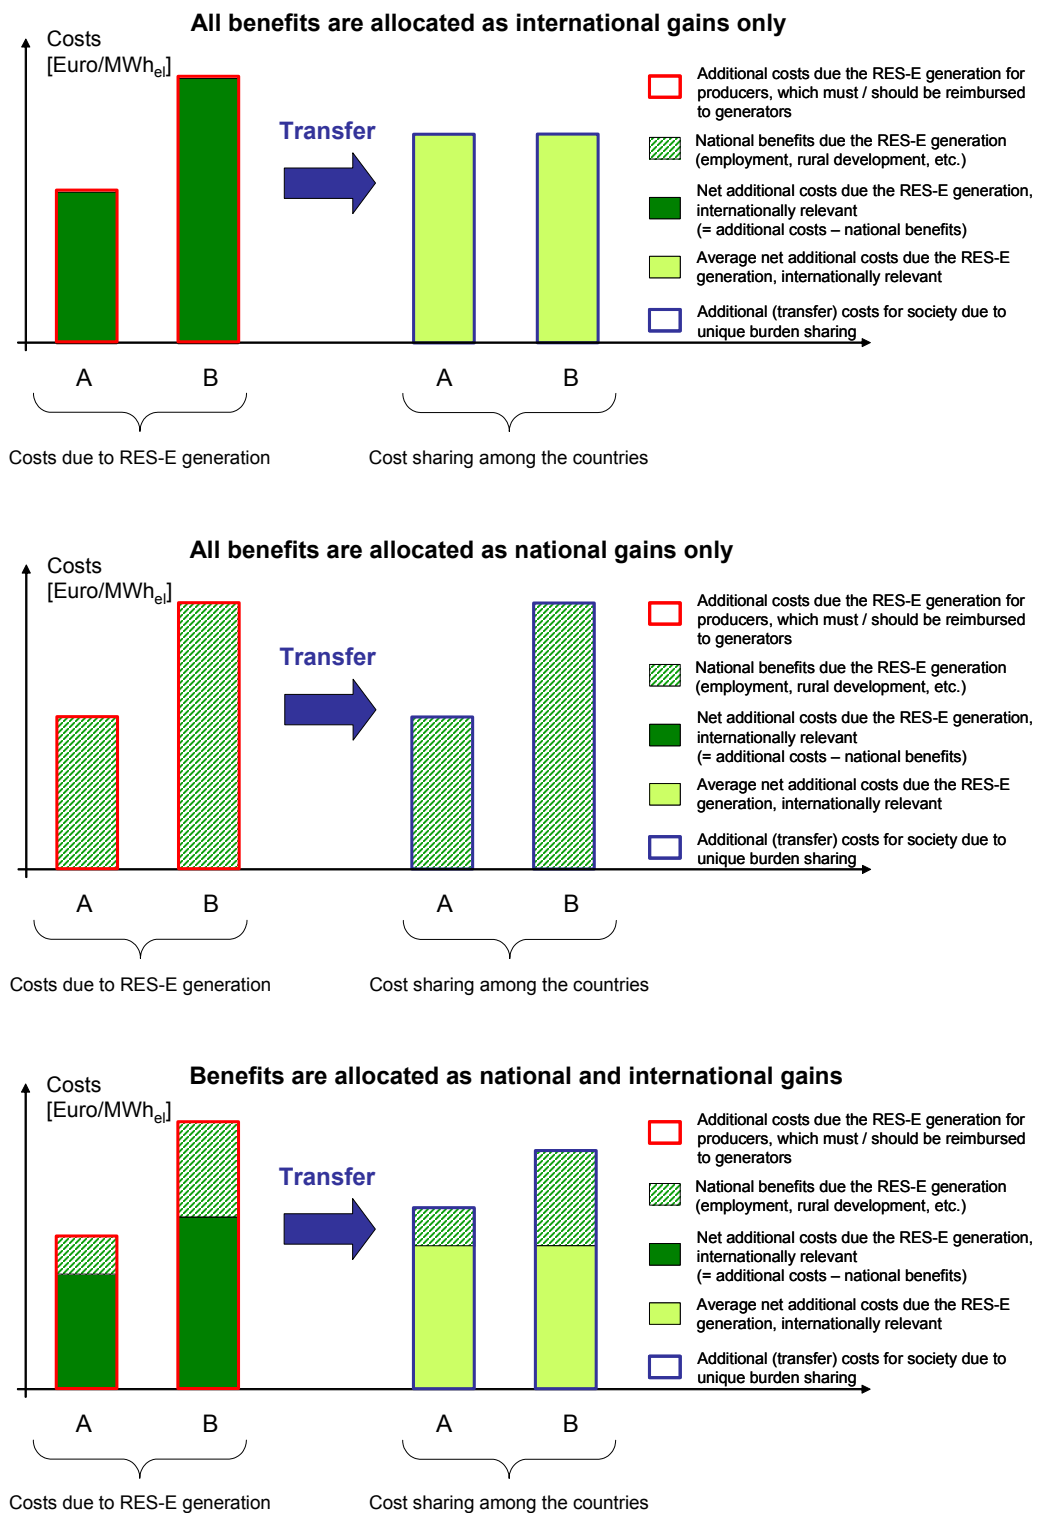 All benefits are allocated as international gains only
Costs
[Euro/MWhel]
Transfer
Additional costs due the RES-E generation for
producers, which must / should be reimbursed
to generators
National benefits due the RES-E generation
(employment, rural development, etc.)
Net additional costs due the RES-E generation,
internationally relevant
(= additional costs – national benefits)
Average net additional costs due the RES-E
generation, internationally relevant
Additional (transfer) costs for society due to
unique burden sharing
A B A B
Costs due to RES-E generation
Cost sharing among the countries
All benefits are allocated as national gains only
Costs
[Euro/MWhel]
Transfer
Additional costs due the RES-E generation for
producers, which must / should be reimbursed
to generators
National benefits due the RES-E generation
(employment, rural development, etc.)
Net additional costs due the RES-E generation,
internationally relevant
(= additional costs – national benefits)
Average net additional costs due the RES-E
generation, internationally relevant
Additional (transfer) costs for society due to
unique burden sharing
A B A B
Costs due to RES-E generation
Cost sharing among the countries
Benefits are allocated as national and international gains
Costs
[Euro/MWhel]
Transfer
Additional costs due the RES-E generation for
producers, which must / should be reimbursed
to generators
National benefits due the RES-E generation
(employment, rural development, etc.)
Net additional costs due the RES-E generation,
internationally relevant
(= additional costs – national benefits)
Average net additional costs due the RES-E
generation, internationally relevant
Additional (transfer) costs for society due to
unique burden sharing
A B A B
Costs due to RES-E generation
Cost sharing among the countries